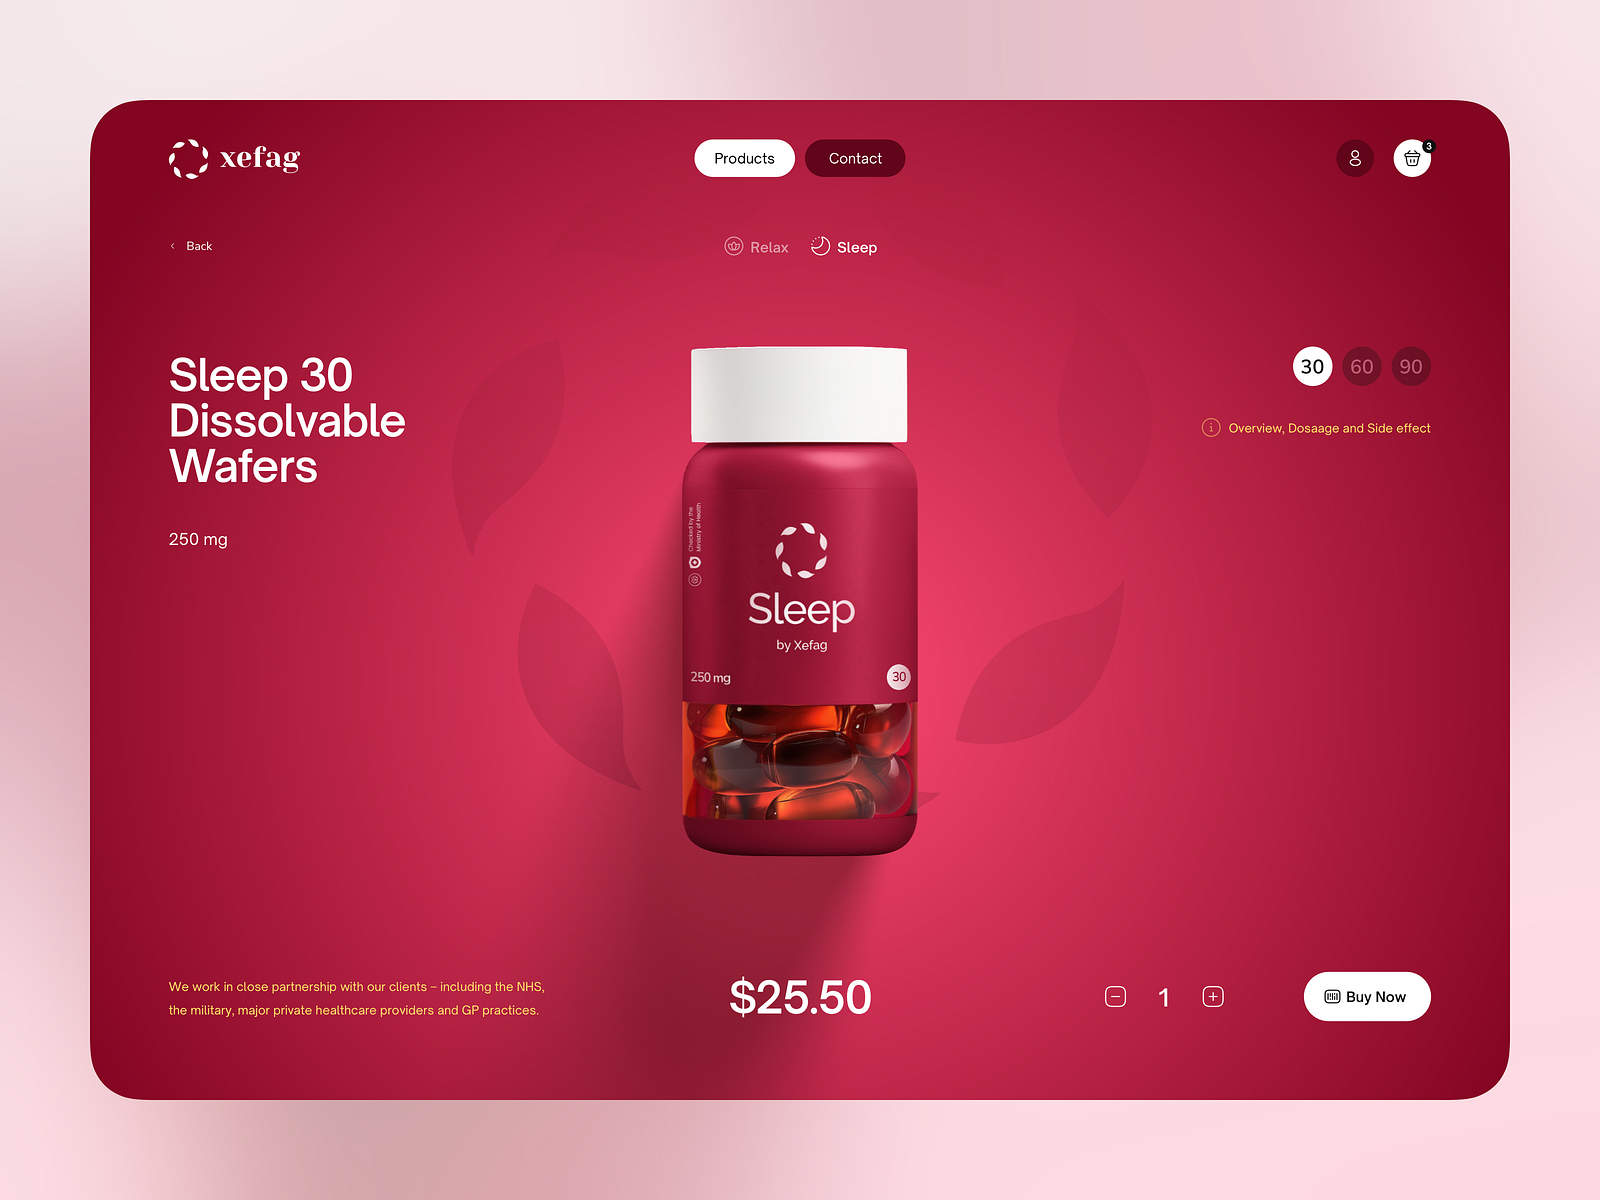 xefag
Products
Contact
3
Back
Relax
Sleep
Sleep 30
Dissolvable
Wafers
250 mg
30
60
90
i
Overview, Dosaage and Side effect
Checked by the
Ministry of Health
Sleep
by Xefag
250 mg
30
We work in close partnership with our clients – including the NHS,
the military, major private healthcare providers and GP practices.
$25.50
1
Buy Now